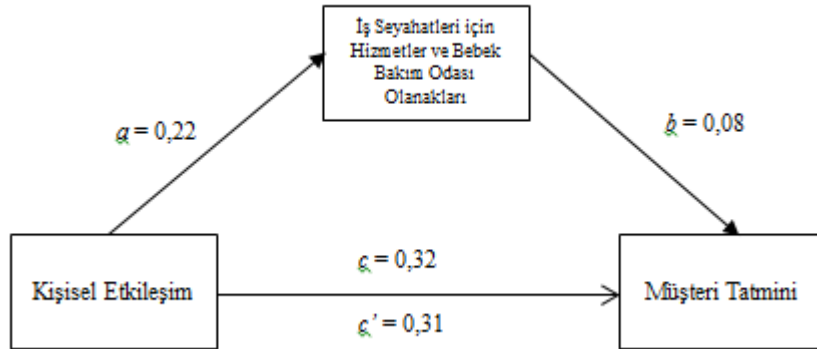 İş Seyahatleri için
Hizmetler ve Bebek
Bakım Odası
Olanakları
a = 0,22
b = 0,08
Kişisel Etkileşim
c = 0,32
c' = 0,31
Müşteri Tatmini